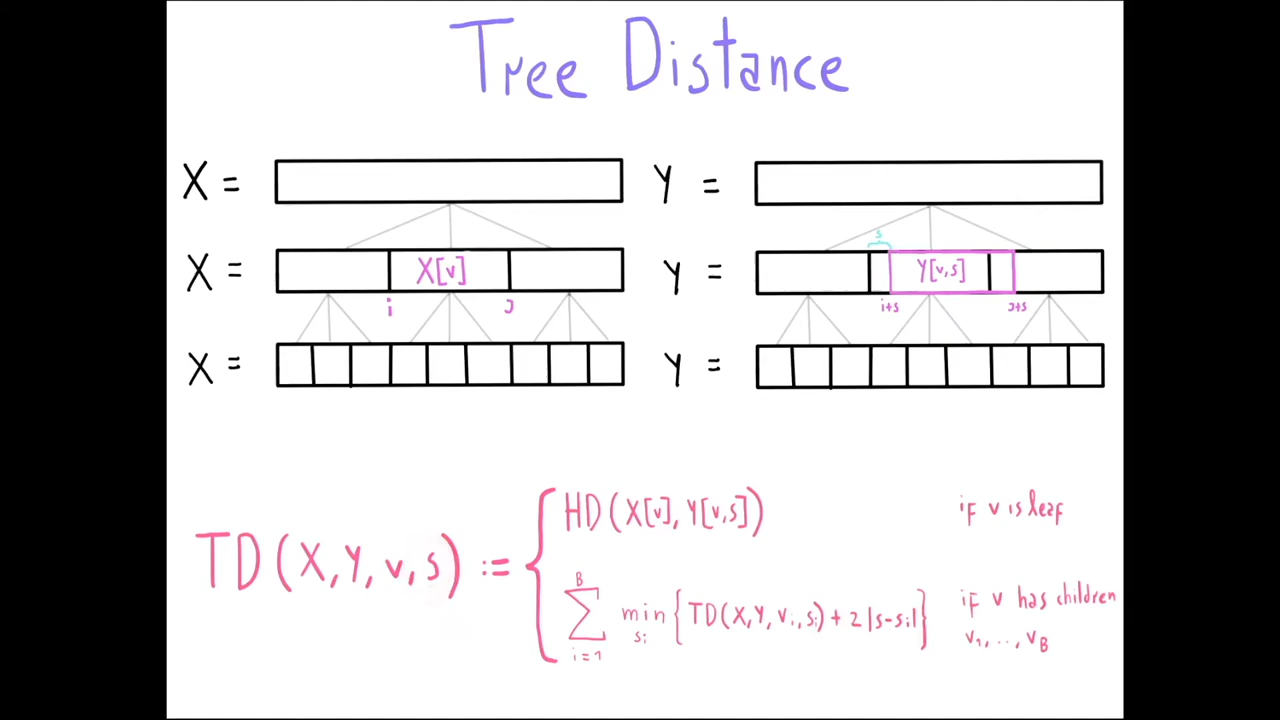 Tree Distance
X = Y =
X = X[v] Y = s Y[v,s]
i j i+s j+s
X = Y =
TD(X,Y,v,s) := HD(X[v],Y[v,s]) if v is leaf
B
∑ min {TD(X,Y,vᵢ,sᵢ)+2|s-sᵢ|} if v has children
i=1 sᵢ v₁,..,v_B